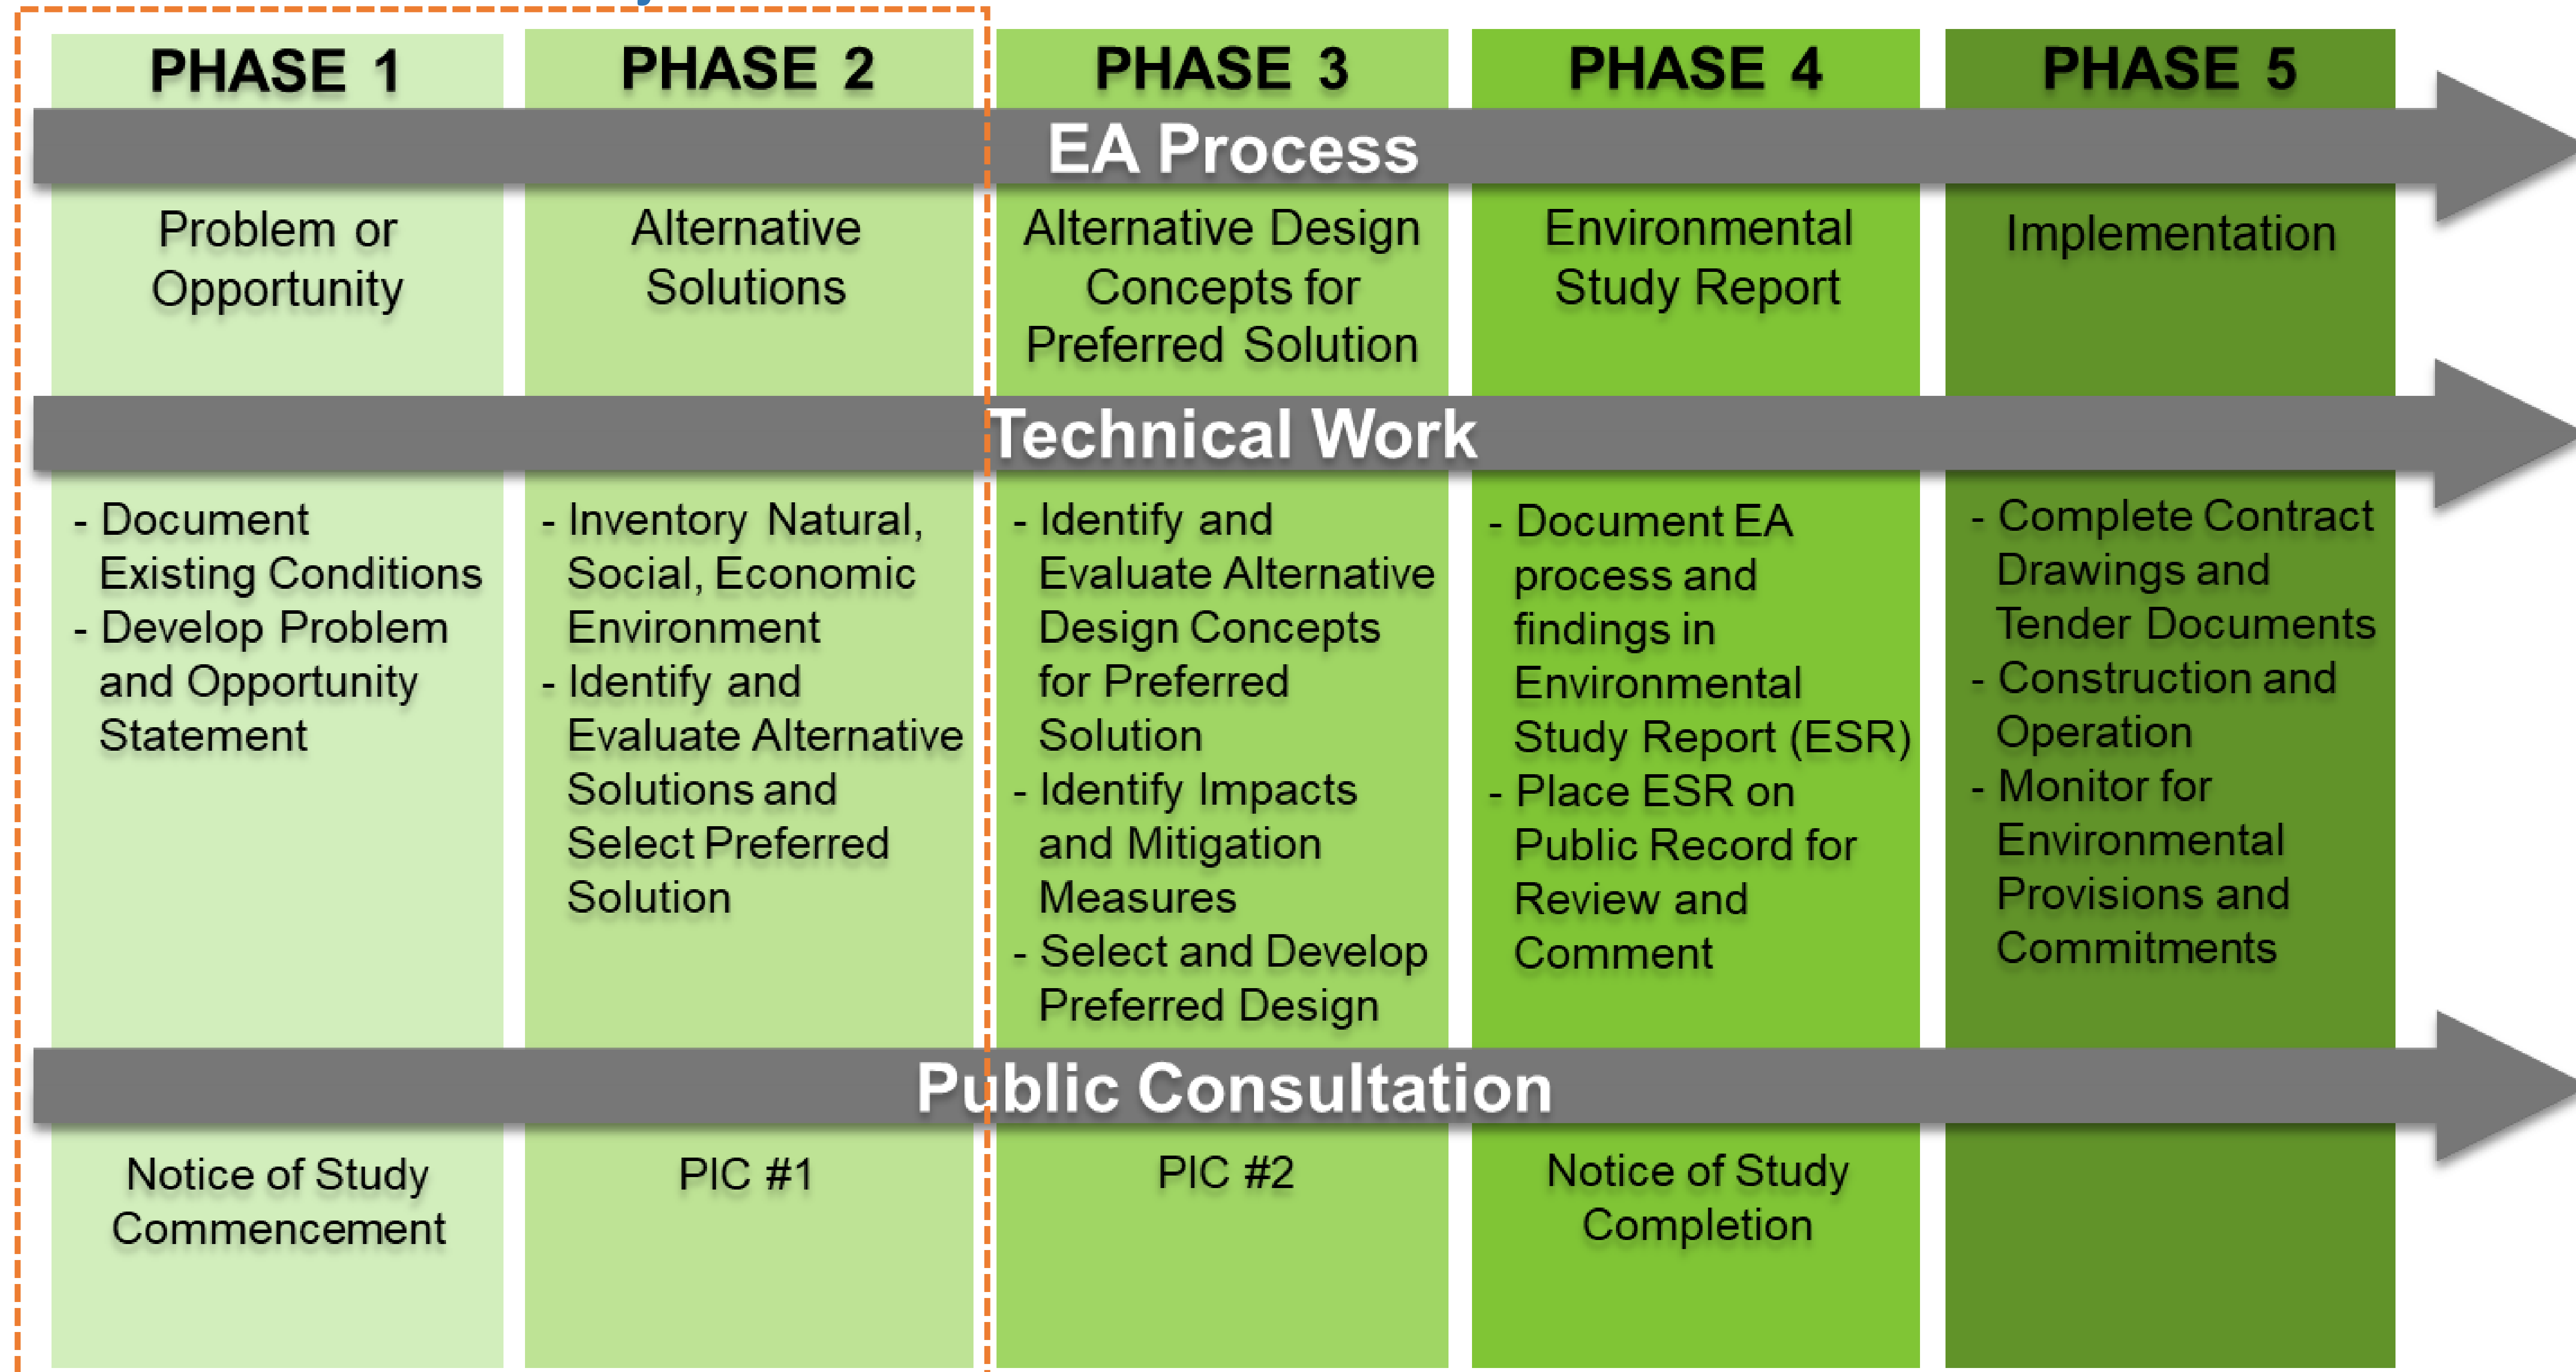 PHASE 1
PHASE 2
PHASE 3
PHASE 4
PHASE 5
EA Process
Problem or
Opportunity
Alternative
Solutions
Alternative Design
Concepts for
Preferred Solution
Environmental
Study Report
Implementation
Technical Work
- Document
Existing Conditions
- Develop Problem
and Opportunity
Statement
- Inventory Natural,
Social, Economic
Environment
- Identify and
Evaluate Alternative
Solutions and
Select Preferred
Solution
- Identify and
Evaluate Alternative
Design Concepts
for Preferred
Solution
- Identify Impacts
and Mitigation
Measures
- Select and Develop
Preferred Design
- Document EA
process and
findings in
Environmental
Study Report (ESR)
- Place ESR on
Public Record for
Review and
Comment
- Complete Contract
Drawings and
Tender Documents
- Construction and
Operation
- Monitor for
Environmental
Provisions and
Commitments
Public Consultation
Notice of Study
Commencement
PIC #1
PIC #2
Notice of Study
Completion